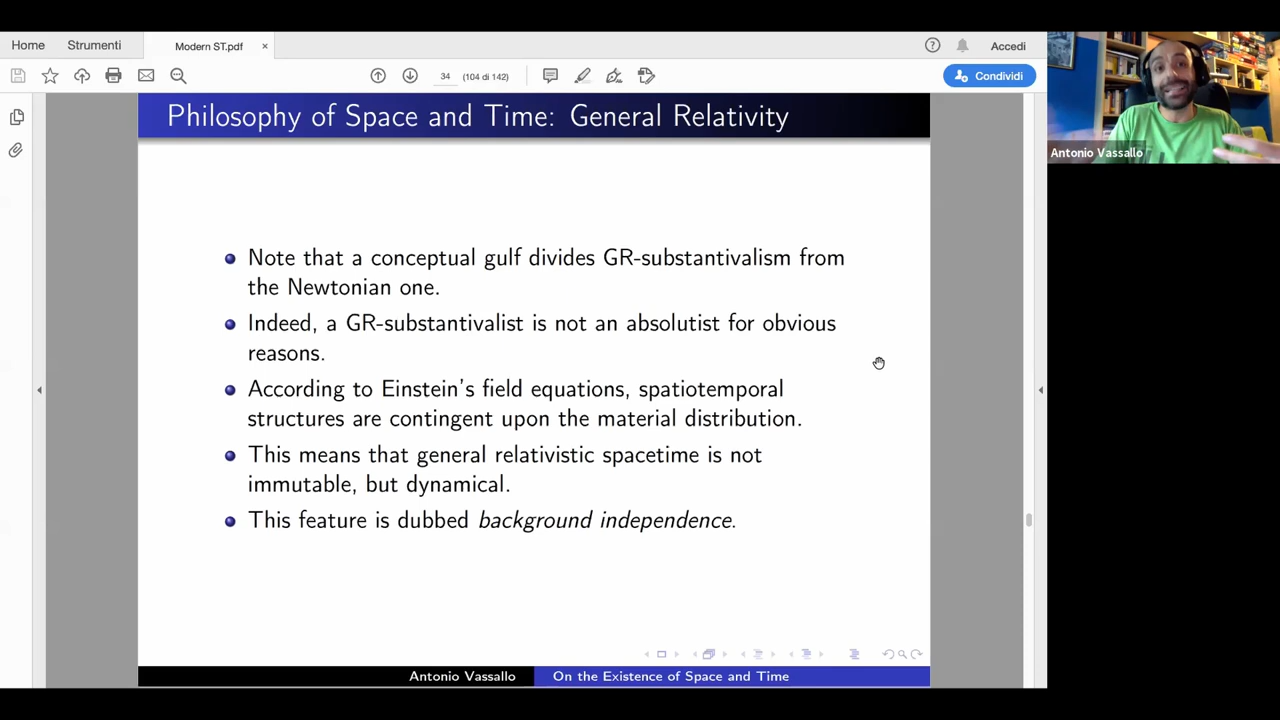 Home Strumenti Modern ST.pdf × Accedi
34 (104 di 142) Condividi
Philosophy of Space and Time: General Relativity
Antonio Vassallo
Note that a conceptual gulf divides GR-substantivalism from
the Newtonian one.
Indeed, a GR-substantivalist is not an absolutist for obvious
reasons.
According to Einstein's field equations, spatiotemporal
structures are contingent upon the material distribution.
This means that general relativistic spacetime is not
immutable, but dynamical.
This feature is dubbed background independence.
Antonio Vassallo On the Existence of Space and Time